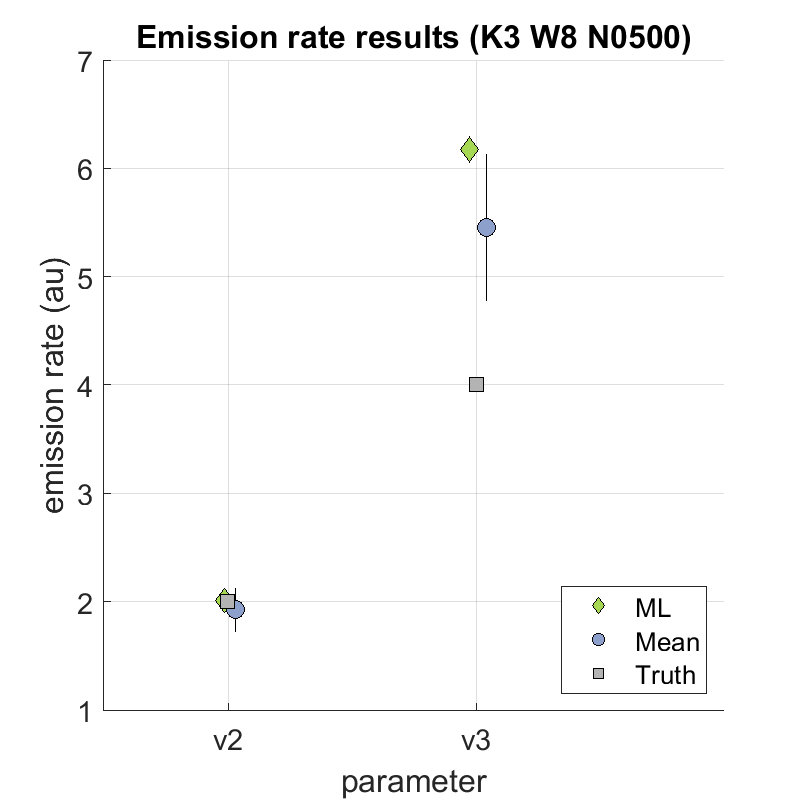 Emission rate results (K3 W8 N0500)
7
6
5
4
3
2
1
emission rate (au)
v2
v3
parameter
ML
Mean
Truth